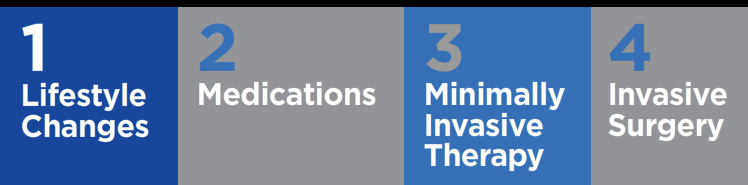 1
Lifestyle
Changes
2
Medications
3
Minimally
Invasive
Therapy
4
Invasive
Surgery